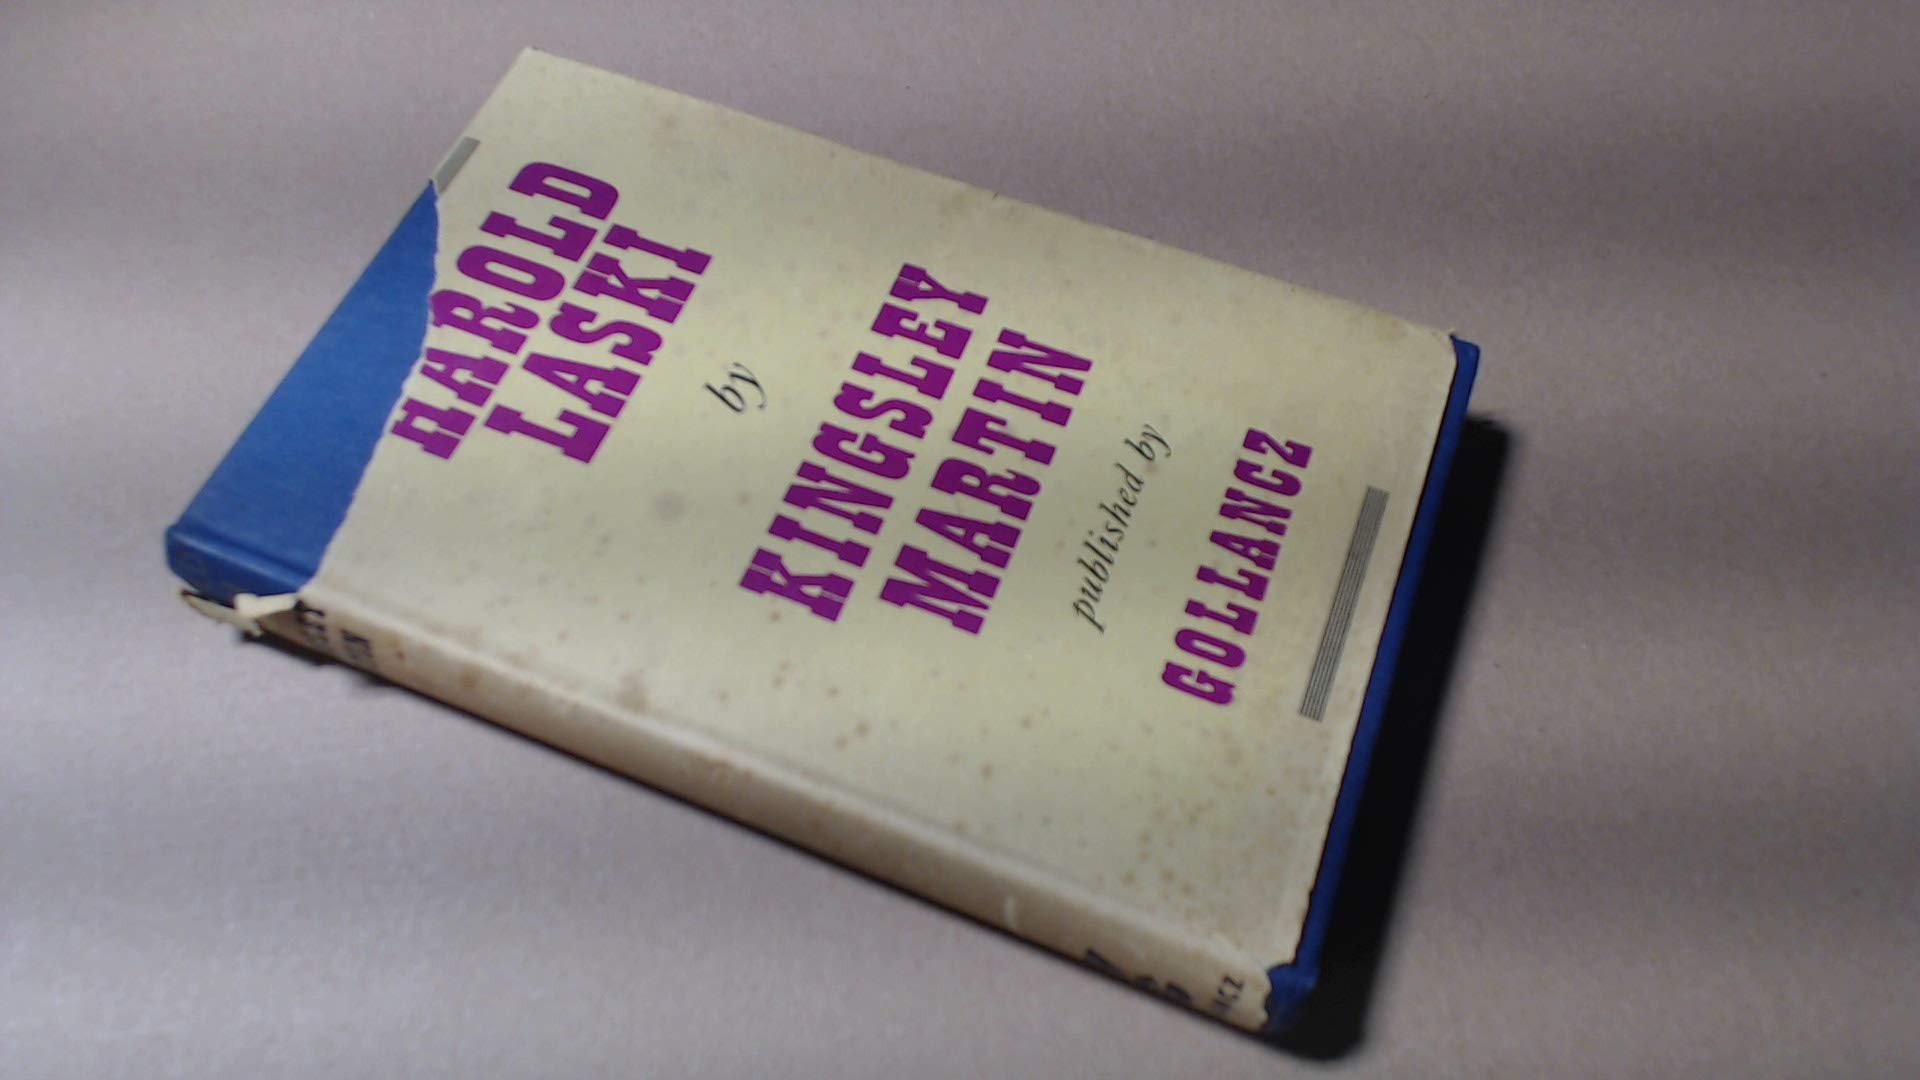 HAROLD
LASKI
by
KINGSLEY
MARTIN
published by
GOLLANCZ